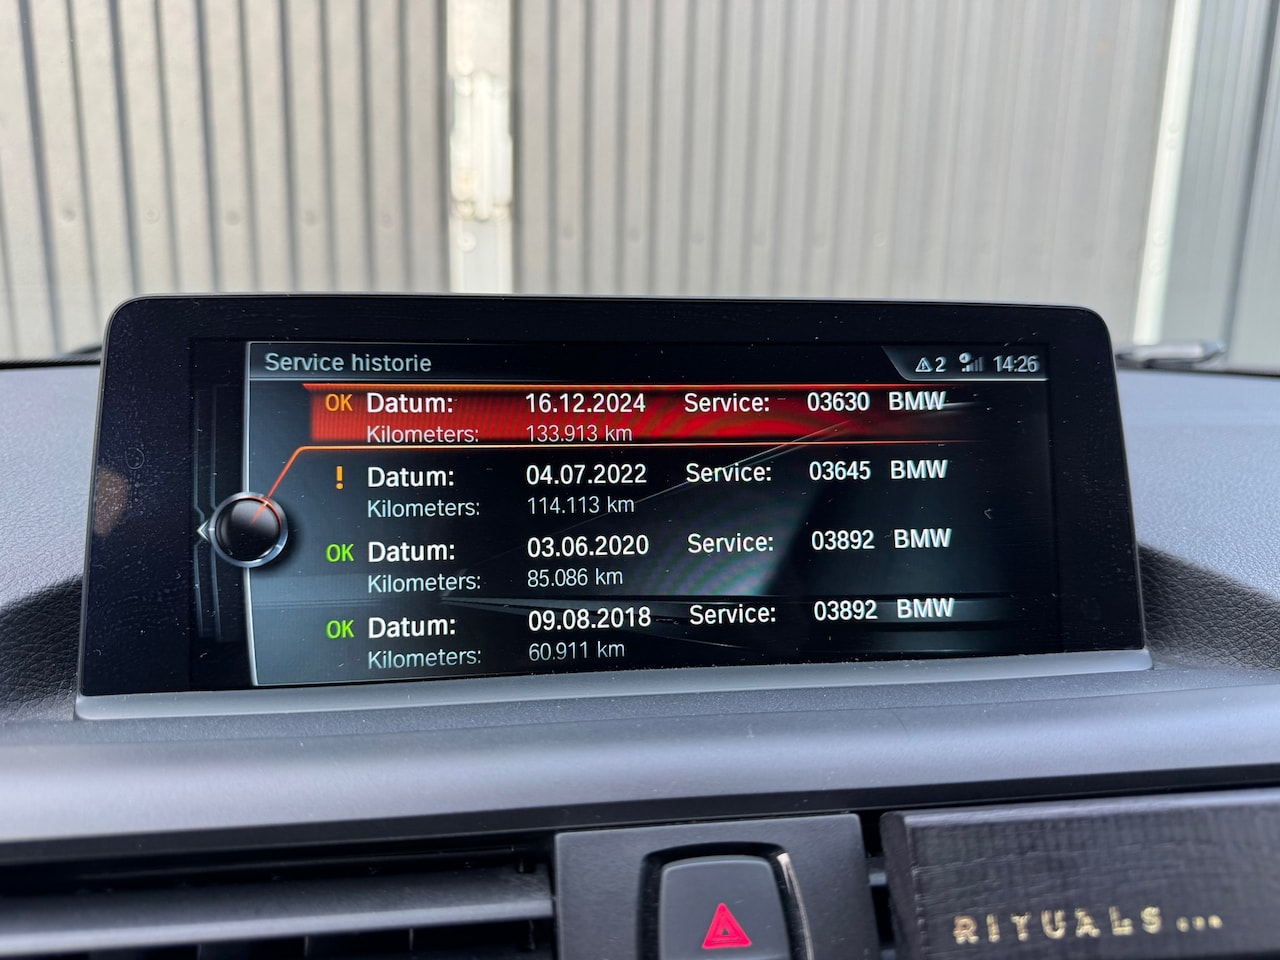 Service historie 2 14:26
OK Datum: 16.12.2024 Service: 03630 BMW
Kilometers: 133.913 km
! Datum: 04.07.2022 Service: 03645 BMW
Kilometers: 114.113 km
OK Datum: 03.06.2020 Service: 03892 BMW
Kilometers: 85.086 km
OK Datum: 09.08.2018 Service: 03892 BMW
Kilometers: 60.911 km
RITUALS...